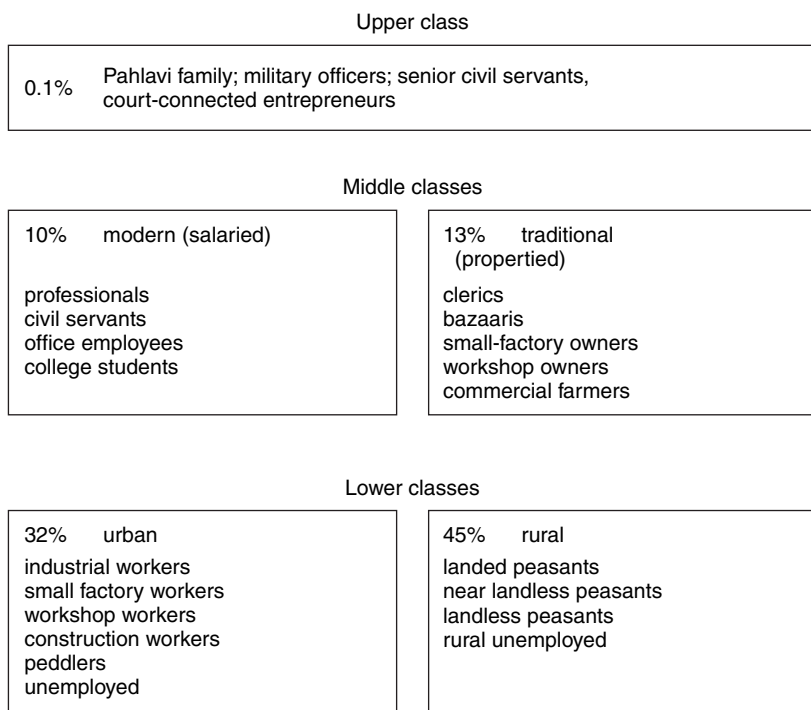 Upper class
0.1% Pahlavi family; military officers; senior civil servants,
court-connected entrepreneurs
Middle classes
10% modern (salaried)
professionals
civil servants
office employees
college students
13% traditional
(propertied)
clerics
bazaaris
small-factory owners
workshop owners
commercial farmers
Lower classes
32% urban
industrial workers
small factory workers
workshop workers
construction workers
peddlers
unemployed
45% rural
landed peasants
near landless peasants
landless peasants
rural unemployed